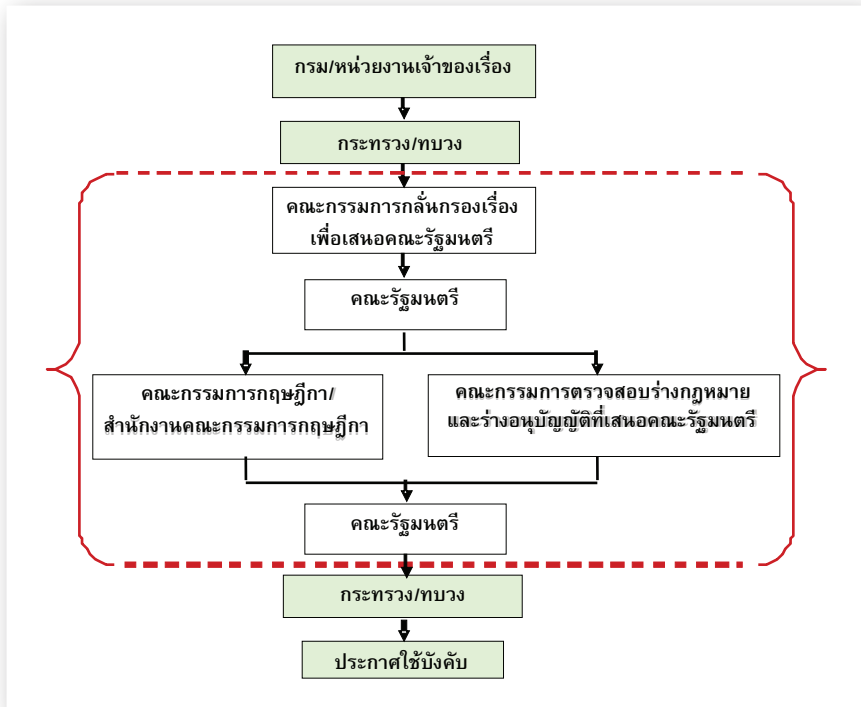 กรม/หน่วยงานเจ้าของเรื่อง
กระทรวง/ทบวง
คณะกรรมการกลั่นกรองเรื่อง
เพื่อเสนอคณะรัฐมนตรี
คณะรัฐมนตรี
คณะกรรมการกฤษฎีกา/
สำนักงานคณะกรรมการกฤษฎีกา
คณะกรรมการตรวจสอบร่างกฎหมาย
และร่างอนุบัญญัติที่เสนอคณะรัฐมนตรี
คณะรัฐมนตรี
กระทรวง/ทบวง
ประกาศใช้บังคับ